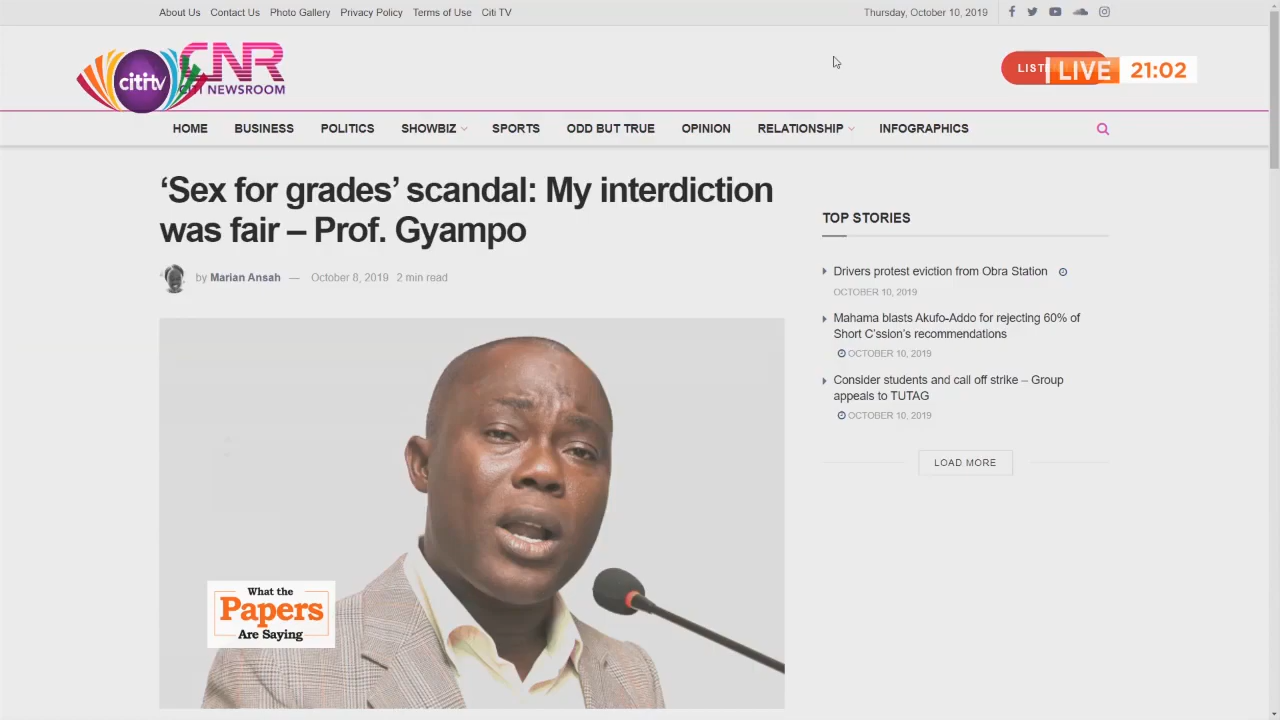 About Us Contact Us Photo Gallery Privacy Policy Terms of Use Citi TV
Thursday, October 10, 2019
CNR
citi tv
CITI NEWSROOM
LIVE 21:02
HOME BUSINESS POLITICS SHOWBIZ SPORTS ODD BUT TRUE OPINION RELATIONSHIP INFOGRAPHICS
‘Sex for grades’ scandal: My interdiction
was fair – Prof. Gyampo
by Marian Ansah — October 8, 2019 2 min read
TOP STORIES
Drivers protest eviction from Obra Station
OCTOBER 10, 2019
Mahama blasts Akufo-Addo for rejecting 60% of
Short C'ssion's recommendations
OCTOBER 10, 2019
Consider students and call off strike – Group
appeals to TUTAG
OCTOBER 10, 2019
LOAD MORE
What the
Papers
Are Saying